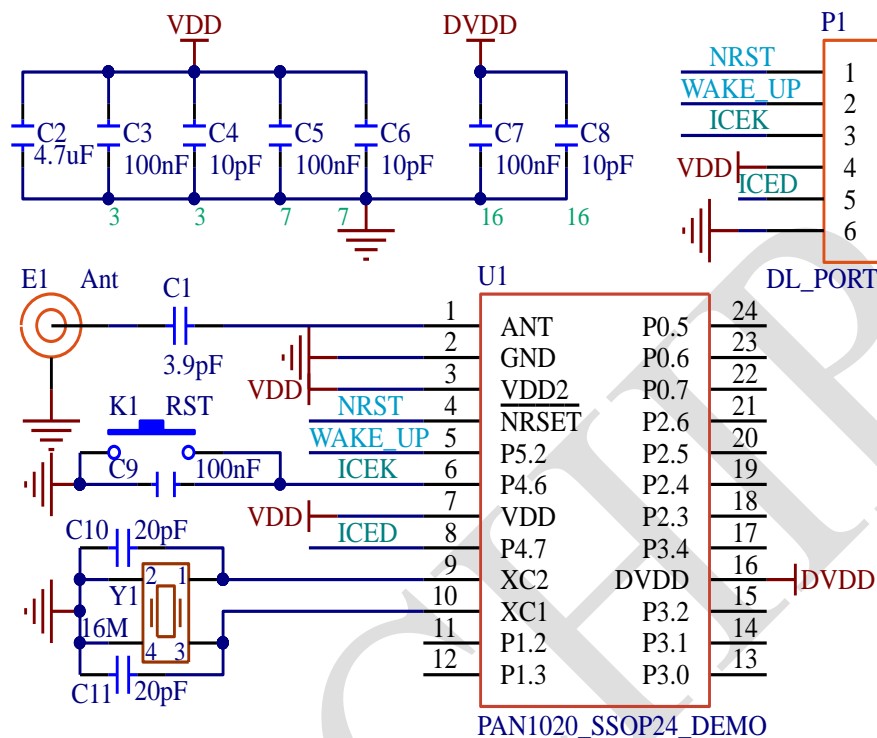 VDD
DVDD
P1
C2
4.7uF
C3
100nF
C4
10pF
C5
100nF
C6
10pF
C7
100nF
C8
10pF
3
3
7
7
16
16
NRST
1
WAKE_UP
2
ICEK
3
VDD
4
ICED
5
6
DL_PORT
E1
Ant
C1
3.9pF
U1
1
ANT
P0.5
24
2
GND
P0.6
23
VDD
3
VDD2
P0.7
22
K1
RST
NRST
4
NRSET
P2.6
21
WAKE_UP
5
P5.2
P2.5
20
C9
100nF
ICEK
6
P4.6
P2.4
19
VDD
7
VDD
P2.3
18
C10
20pF
ICED
8
P4.7
P3.4
17
2
1
9
XC2
DVDD
16
DVDD
Y1
16M
10
XC1
P3.2
15
4
3
11
P1.2
P3.1
14
C11
20pF
12
P1.3
P3.0
13
PAN1020_SSOP24_DEMO
CHIP